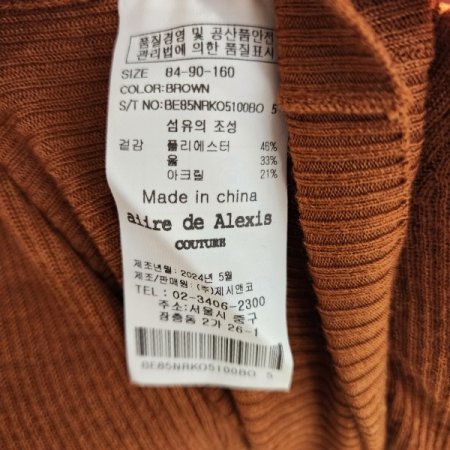 품질경영 및 공산품안전
관리법에 의한 품질표시
SIZE 84-90-160
COLOR:BROWN
S/T NO:BE85NRKO5100BO 5
섬유의 조성
겉감 폴리에스터 46%
울 33%
아크릴 21%
Made in china
allre de Alexis
COUTURE
제조년월: 2024년 5월
제조/판매원: (주)제시앤코
TEL: 02-3406-2300
주소:서울시 중구
장충동 2가 26-1
BE85NRKO5100BO 5